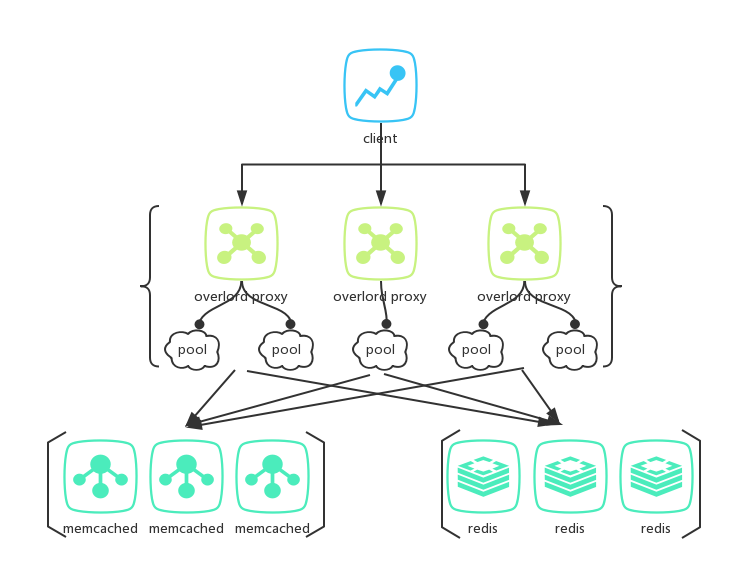 client
overlord proxy overlord proxy overlord proxy
pool pool pool pool pool
memcached memcached memcached redis redis redis